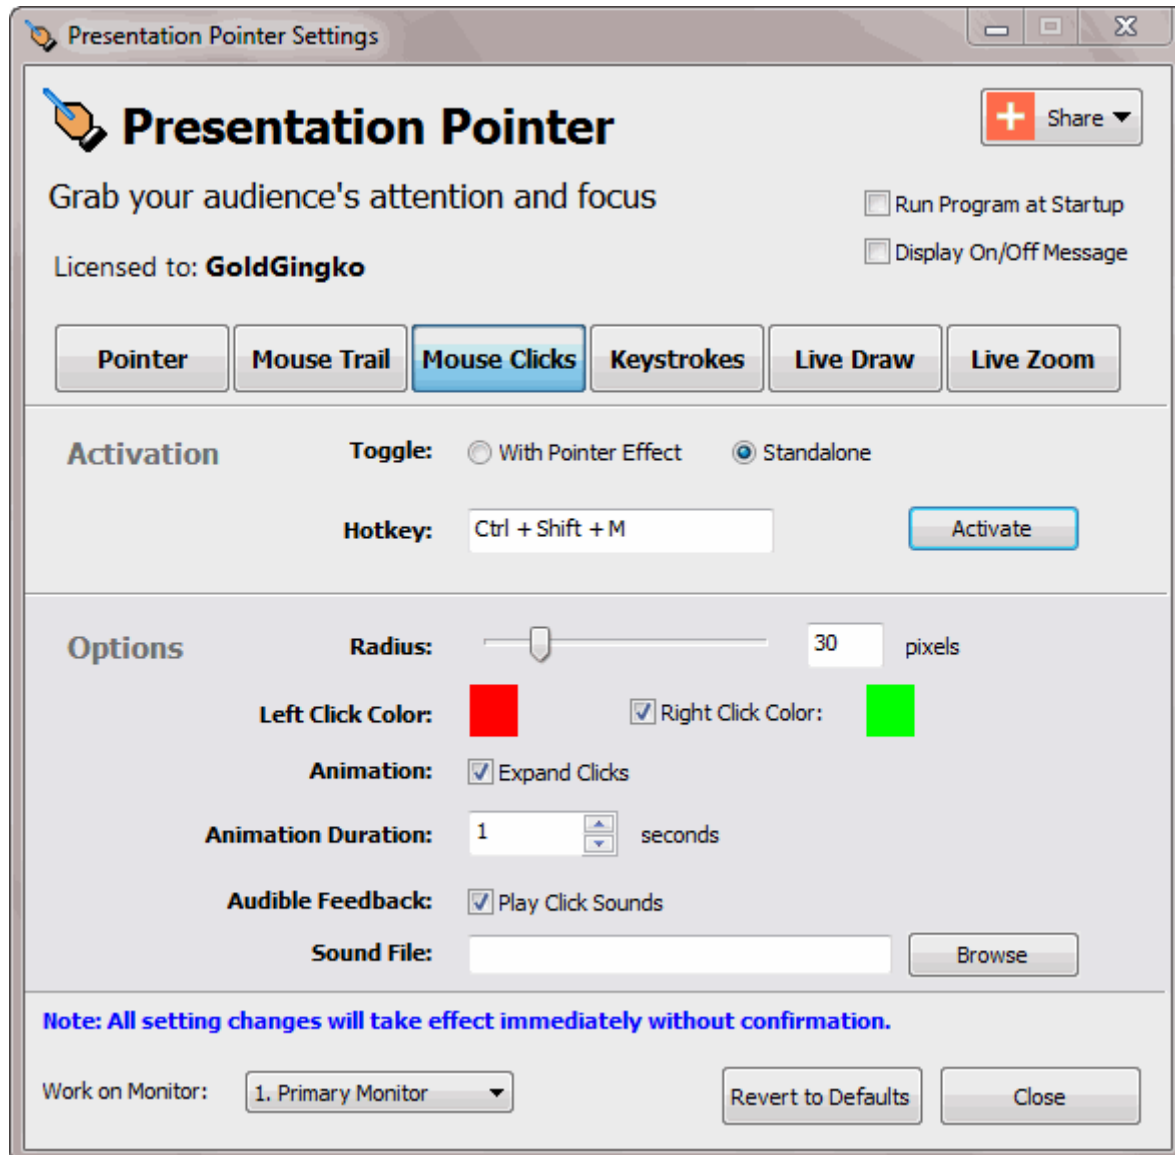 Presentation Pointer Settings
Presentation Pointer
Share
Grab your audience's attention and focus
Run Program at Startup
Display On/Off Message
Licensed to: GoldGingko
Pointer Mouse Trail Mouse Clicks Keystrokes Live Draw Live Zoom
Activation Toggle: With Pointer Effect Standalone
Hotkey: Ctrl + Shift + M Activate
Options Radius: 30 pixels
Left Click Color: Right Click Color:
Animation: Expand Clicks
Animation Duration: 1 seconds
Audible Feedback: Play Click Sounds
Sound File: Browse
Note: All setting changes will take effect immediately without confirmation.
Work on Monitor: 1. Primary Monitor Revert to Defaults Close